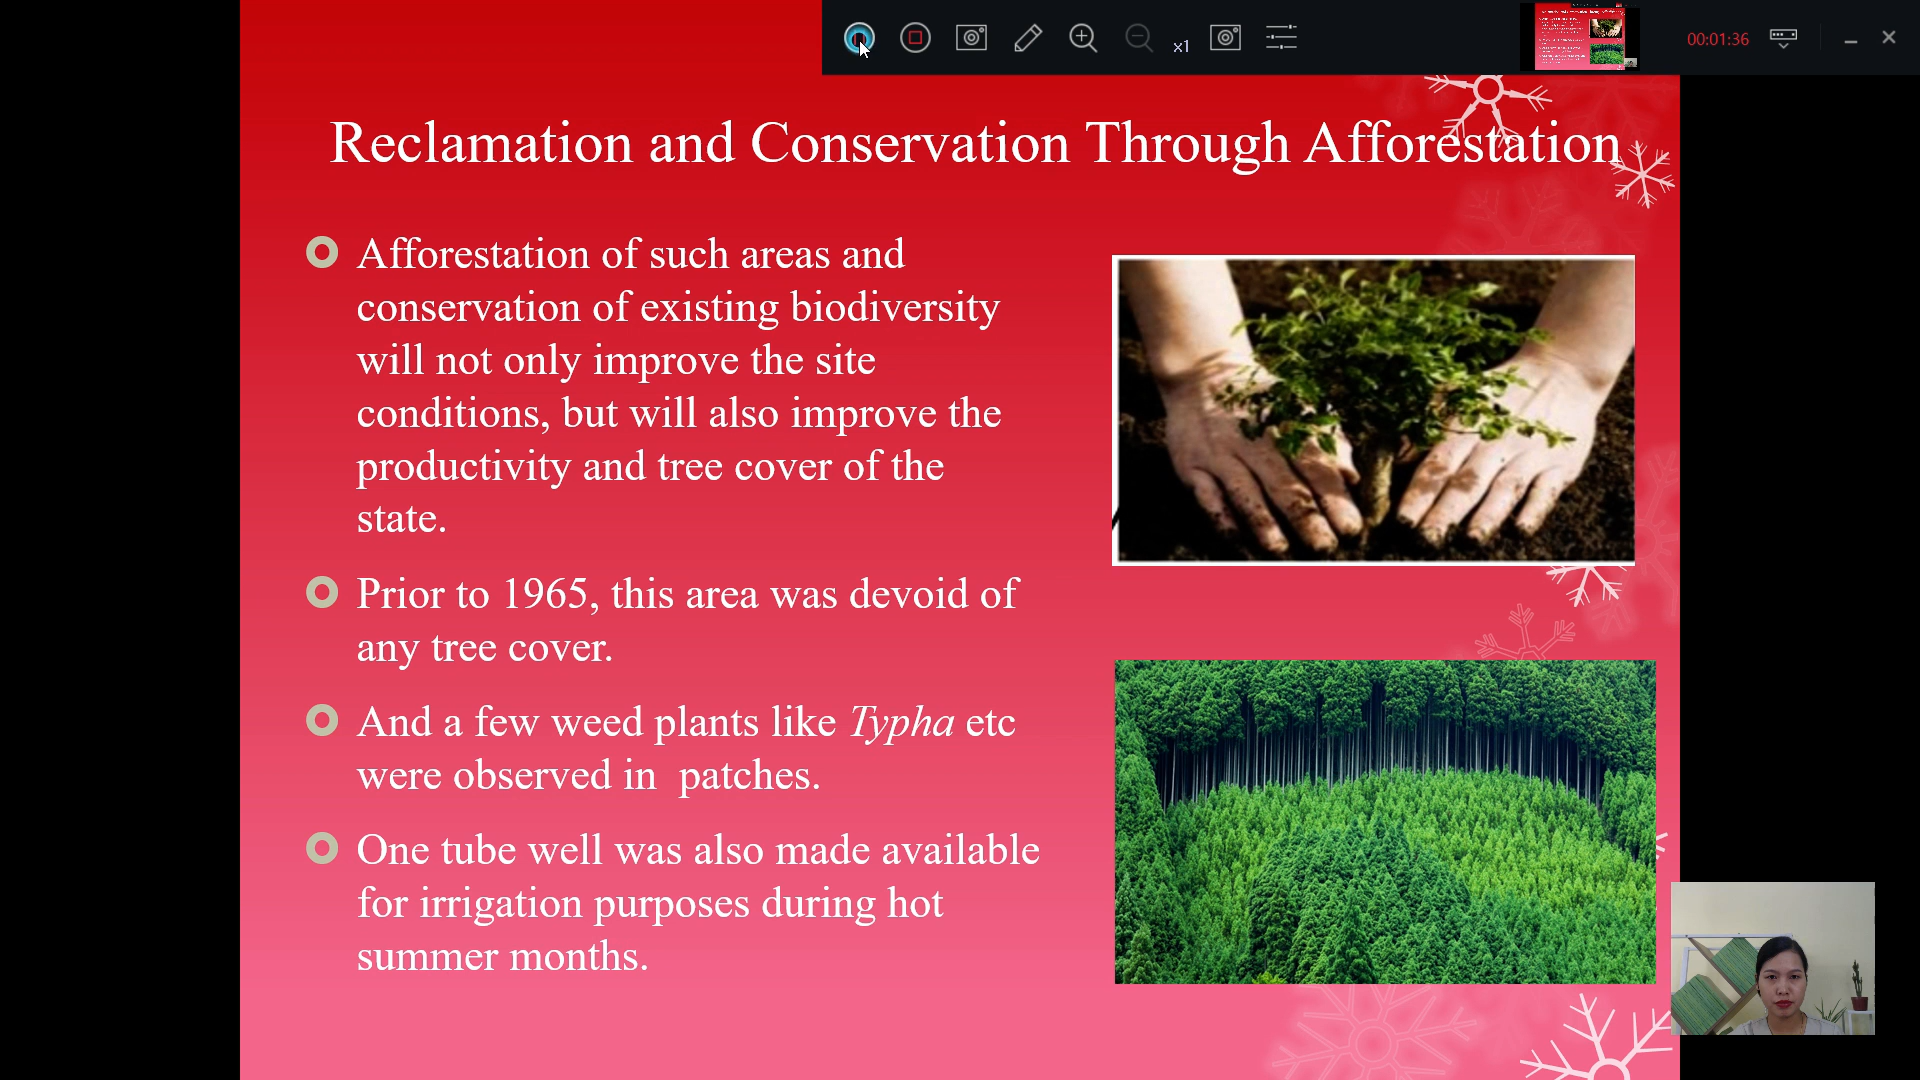 x1
00:01:36
Reclamation and Conservation Through Afforestation
Afforestation of such areas and
conservation of existing biodiversity
will not only improve the site
conditions, but will also improve the
productivity and tree cover of the
state.
Prior to 1965, this area was devoid of
any tree cover.
And a few weed plants like Typha etc
were observed in  patches.
One tube well was also made available
for irrigation purposes during hot
summer months.